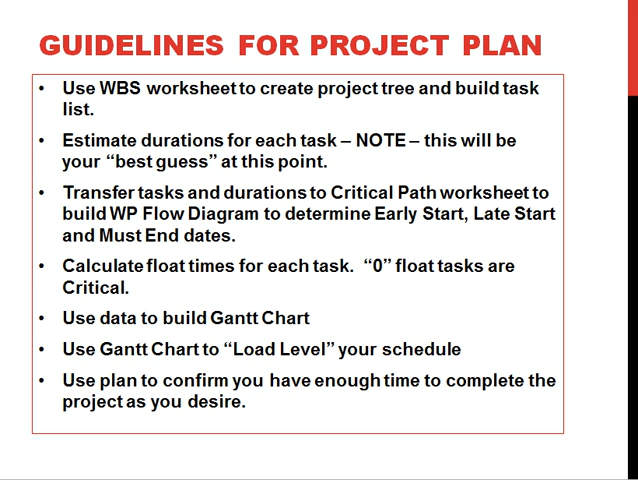 GUIDELINES FOR PROJECT PLAN
• Use WBS worksheet to create project tree and build task
list.
• Estimate durations for each task – NOTE – this will be
your “best guess” at this point.
• Transfer tasks and durations to Critical Path worksheet to
build WP Flow Diagram to determine Early Start, Late Start
and Must End dates.
• Calculate float times for each task. “0” float tasks are
Critical.
• Use data to build Gantt Chart
• Use Gantt Chart to “Load Level” your schedule
• Use plan to confirm you have enough time to complete the
project as you desire.